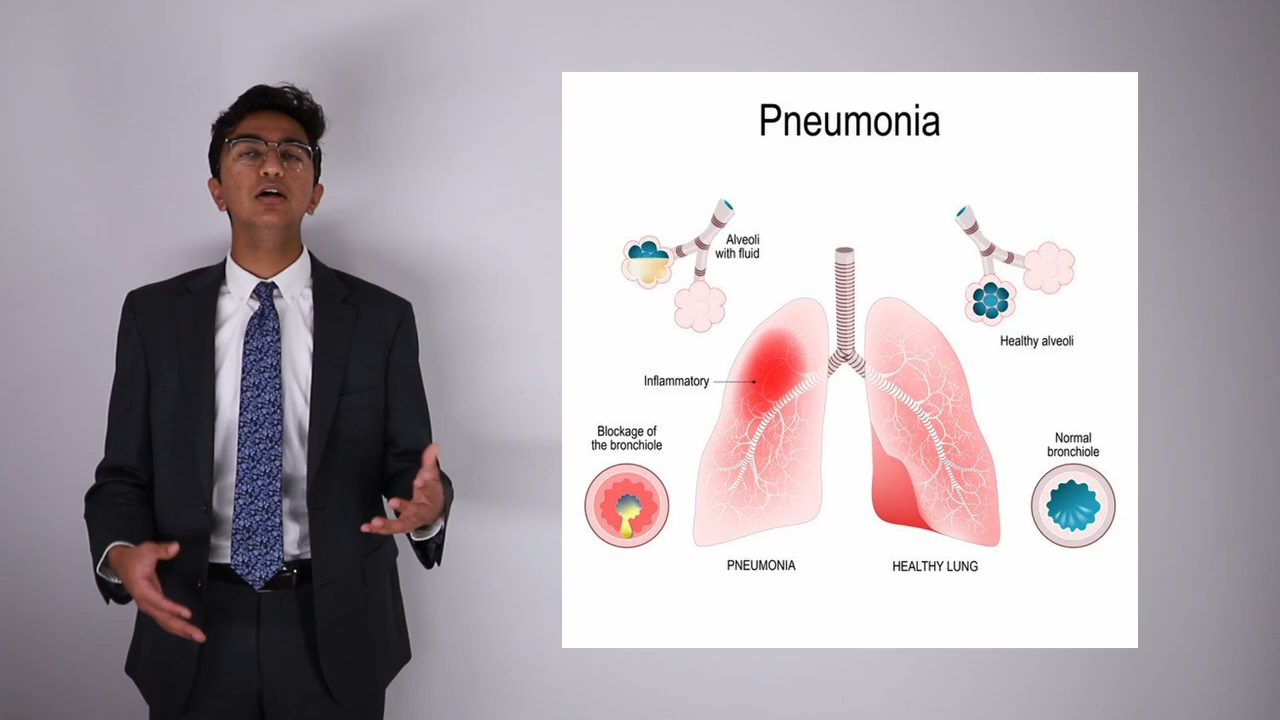 Pneumonia
Alveoli
with fluid
Healthy alveoli
Inflammatory
Blockage of
the bronchiole
Normal
bronchiole
PNEUMONIA
HEALTHY LUNG